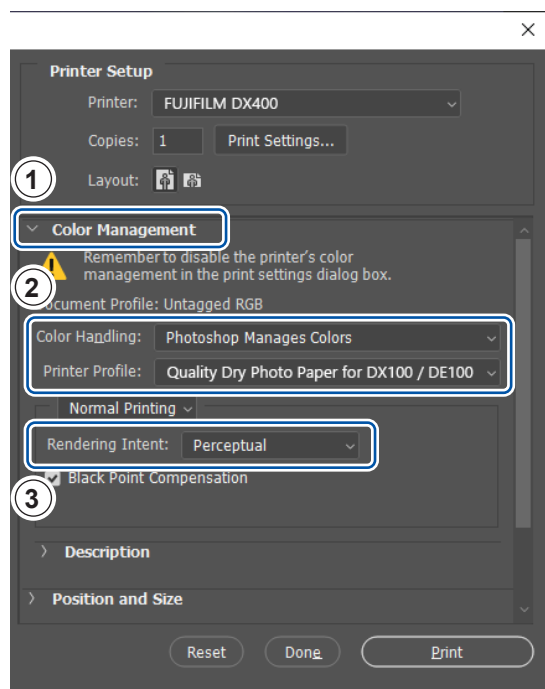 Printer Setup
Printer: FUJIFILM DX400
Copies: 1 Print Settings...
1
Layout:
Color Management
Remember to disable the printer's color
management in the print settings dialog box.
2
Document Profile: Untagged RGB
Color Handling: Photoshop Manages Colors
Printer Profile: Quality Dry Photo Paper for DX100 / DE100
Normal Printing
Rendering Intent: Perceptual
Black Point Compensation
3
Description
Position and Size
Reset Done Print